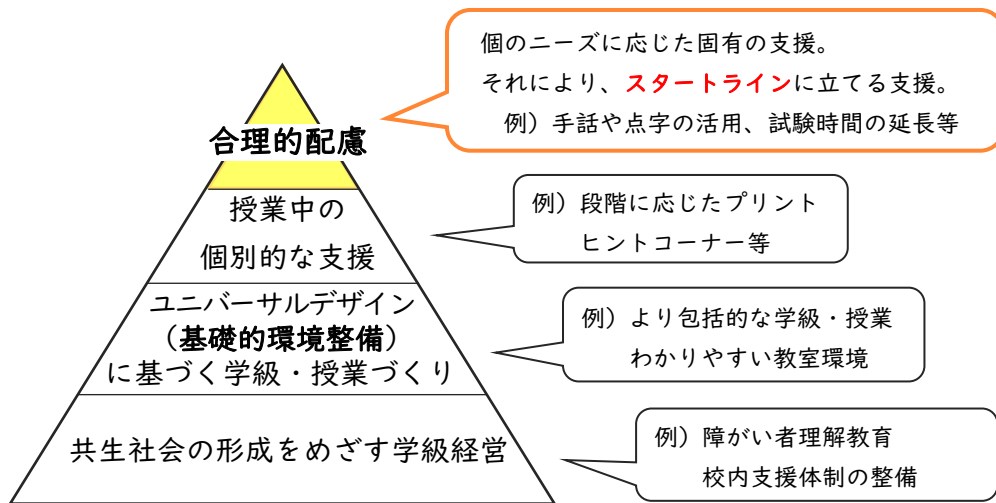 個のニーズに応じた固有の支援。
それにより、スタートラインに立てる支援。
例）手話や点字の活用、試験時間の延長等
合理的配慮
授業中の
個別的な支援
例）段階に応じたプリント
ヒントコーナー等
ユニバーサルデザイン
（基礎的環境整備）
に基づく学級・授業づくり
例）より包括的な学級・授業
わかりやすい教室環境
共生社会の形成をめざす学級経営
例）障がい者理解教育
校内支援体制の整備